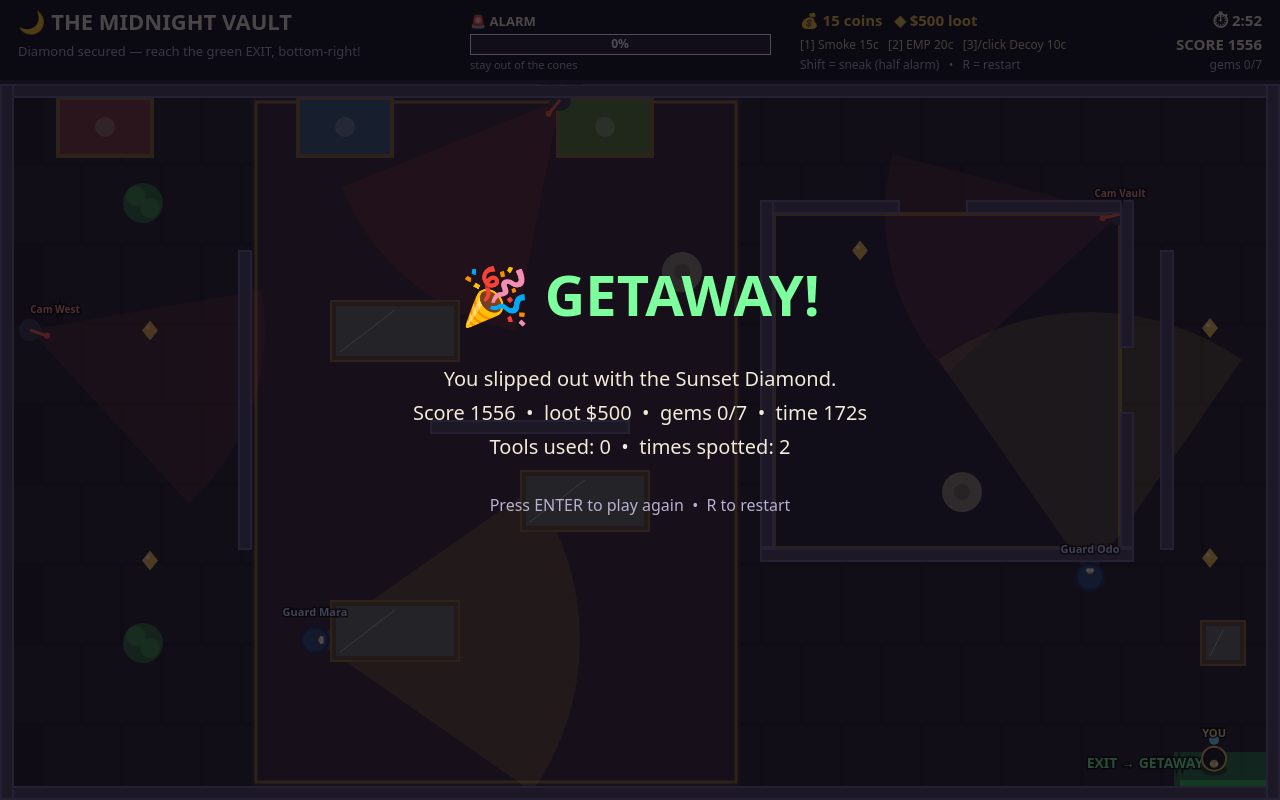 🌙 THE MIDNIGHT VAULT
Diamond secured — reach the green EXIT, bottom-right!
🚨 ALARM
0%
stay out of the cones
💰 15 coins ◆ $500 loot
[1] Smoke 15c [2] EMP 20c [3]/click Decoy 10c
Shift = sneak (half alarm) • R = restart
⏱ 2:52
SCORE 1556
gems 0/7
Cam Vault
Cam West
🎉 GETAWAY!
You slipped out with the Sunset Diamond.
Score 1556 • loot $500 • gems 0/7 • time 172s
Tools used: 0 • times spotted: 2
Press ENTER to play again • R to restart
Guard Odo
Guard Mara
YOU
EXIT → GETAWAY